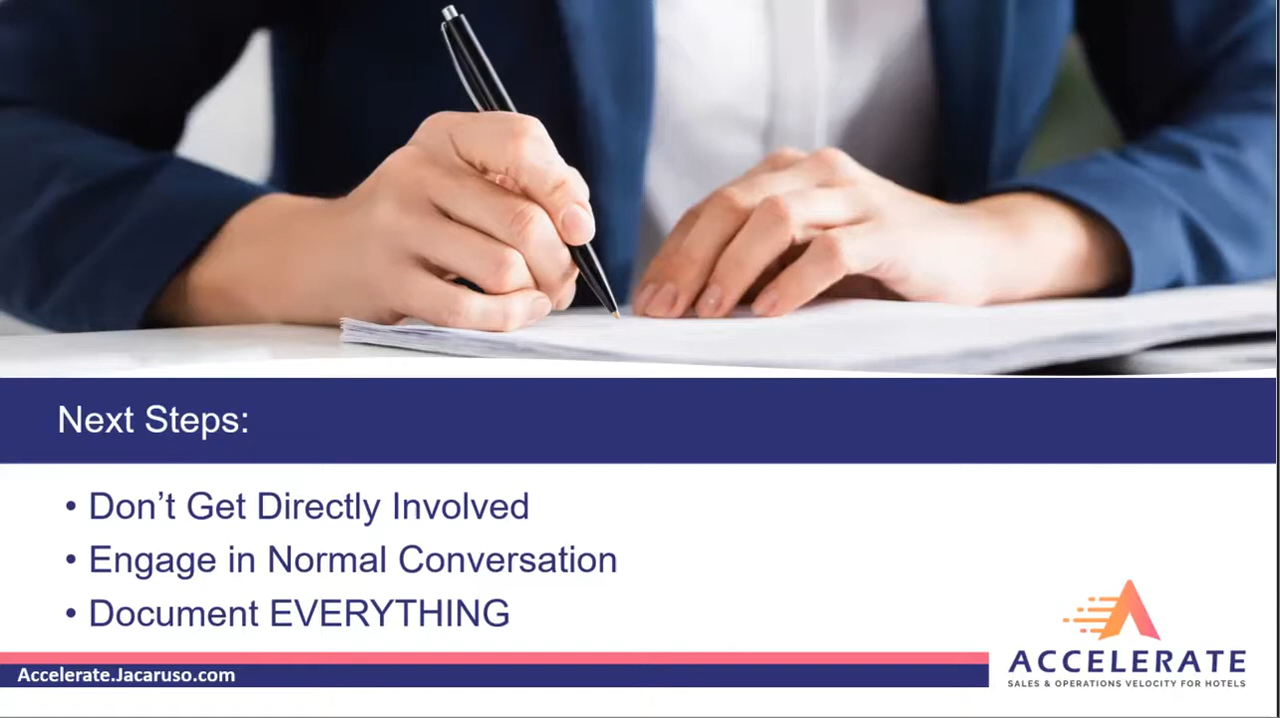 Next Steps:
• Don’t Get Directly Involved
• Engage in Normal Conversation
• Document EVERYTHING
Accelerate.Jacaruso.com
ACCELERATE
SALES & OPERATIONS VELOCITY FOR HOTELS